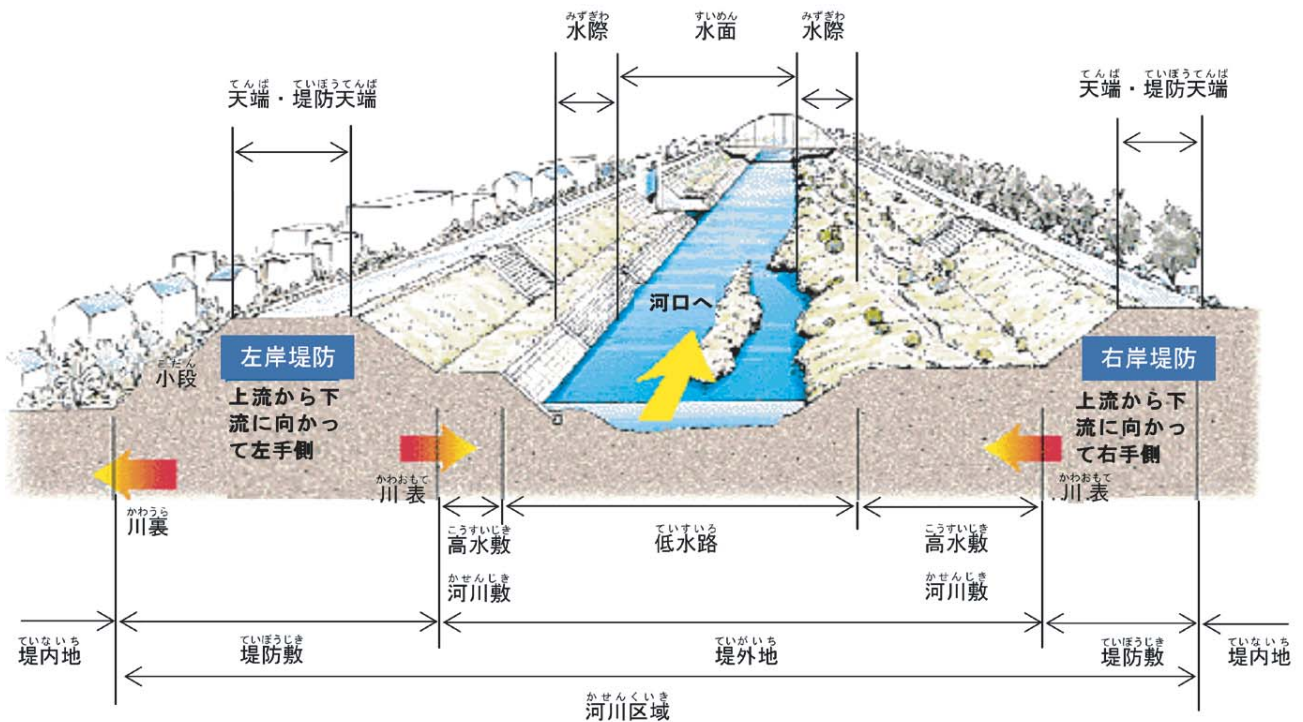 みずぎわ すいめん みずぎわ
水際 水面 水際
てんば ていぼうてんば てんば ていぼうてんば
天端・堤防天端 天端・堤防天端
河口へ
左岸堤防 右岸堤防
こだん
小段
上流から下
流に向かっ
て左手側
上流から下
流に向かっ
て右手側
かわおもて かわおもて
川表 川表
かわうら
川裏
こうすいじき ていすいろ こうすいじき
高水敷 低水路 高水敷
かせんじき かせんじき
河川敷 河川敷
ていないち ていぼうじき ていがいち ていぼうじき ていないち
堤内地 堤防敷 堤外地 堤防敷 堤内地
かせんくいき
河川区域